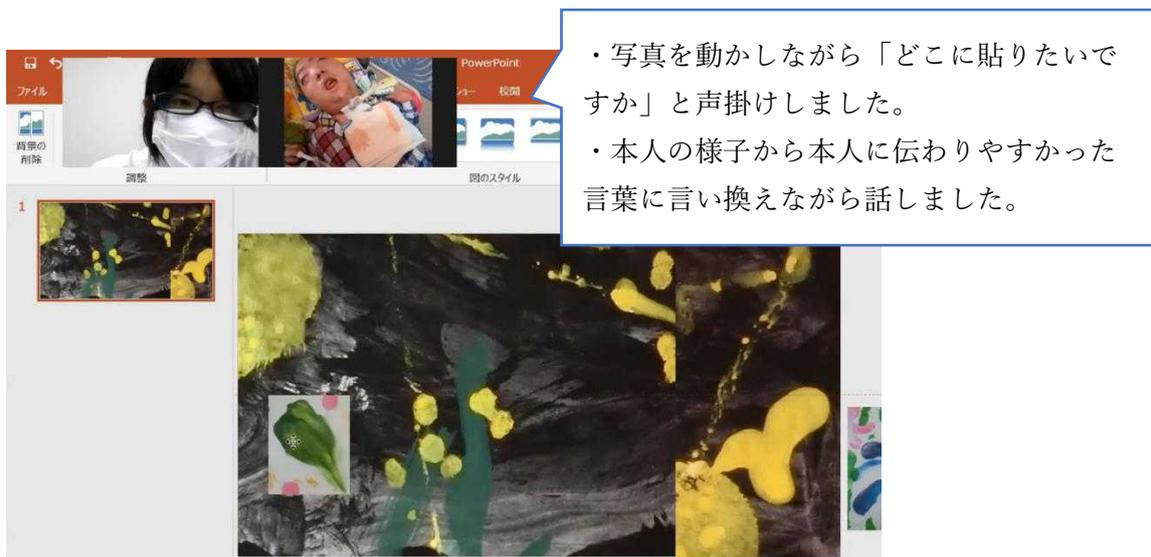 PowerPoint
ファイル
校閲
背景の
削除
調整
図のスタイル
1
・写真を動かしながら「どこに貼りたいで
すか」と声掛けしました。
・本人の様子から本人に伝わりやすかった
言葉に言い換えながら話しました。